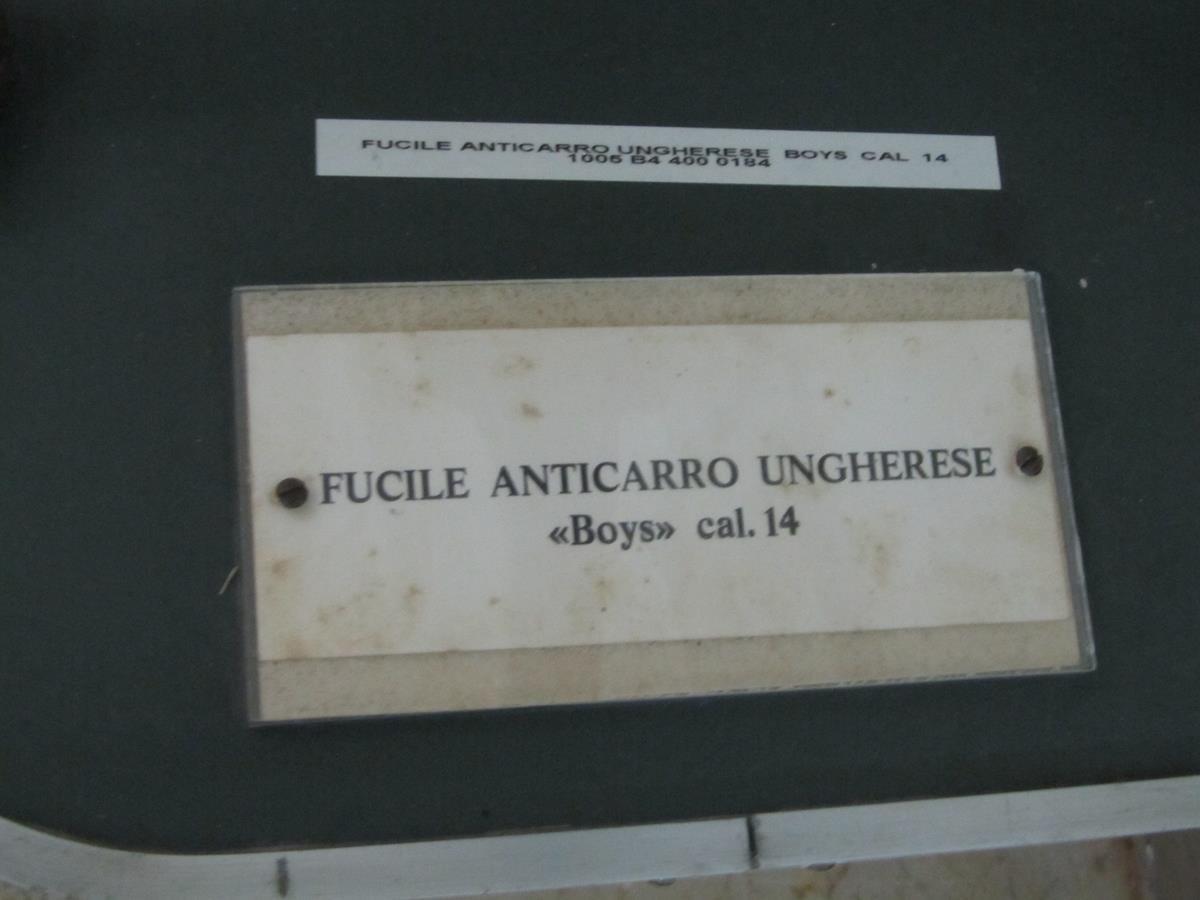 FUCILE ANTICARRO UNGHERESE BOYS CAL 14
1005 B4 400 0184
FUCILE ANTICARRO UNGHERESE
«Boys» cal. 14